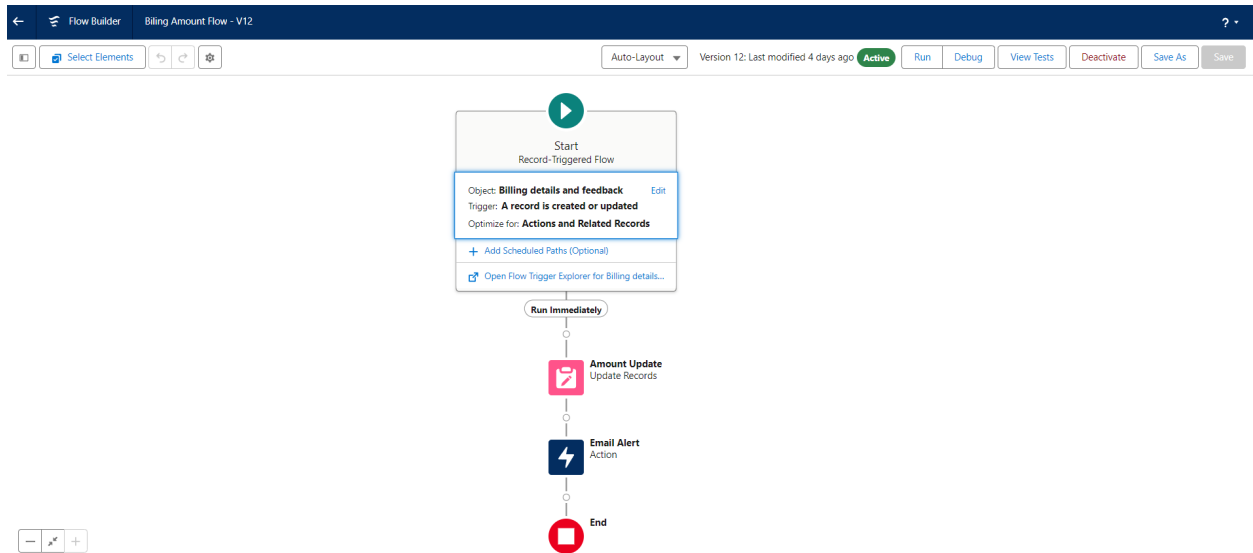 Flow Builder
Biling Amount Flow - V12
?
Select Elements
Auto-Layout
Version 12: Last modified 4 days ago
Active
Run
Debug
View Tests
Deactivate
Save As
Save
Start
Record-Triggered Flow
Object: Billing details and feedback
Edit
Trigger: A record is created or updated
Optimize for: Actions and Related Records
+ Add Scheduled Paths (Optional)
Open Flow Trigger Explorer for Billing details...
Run Immediately
Amount Update
Update Records
Email Alert
Action
End